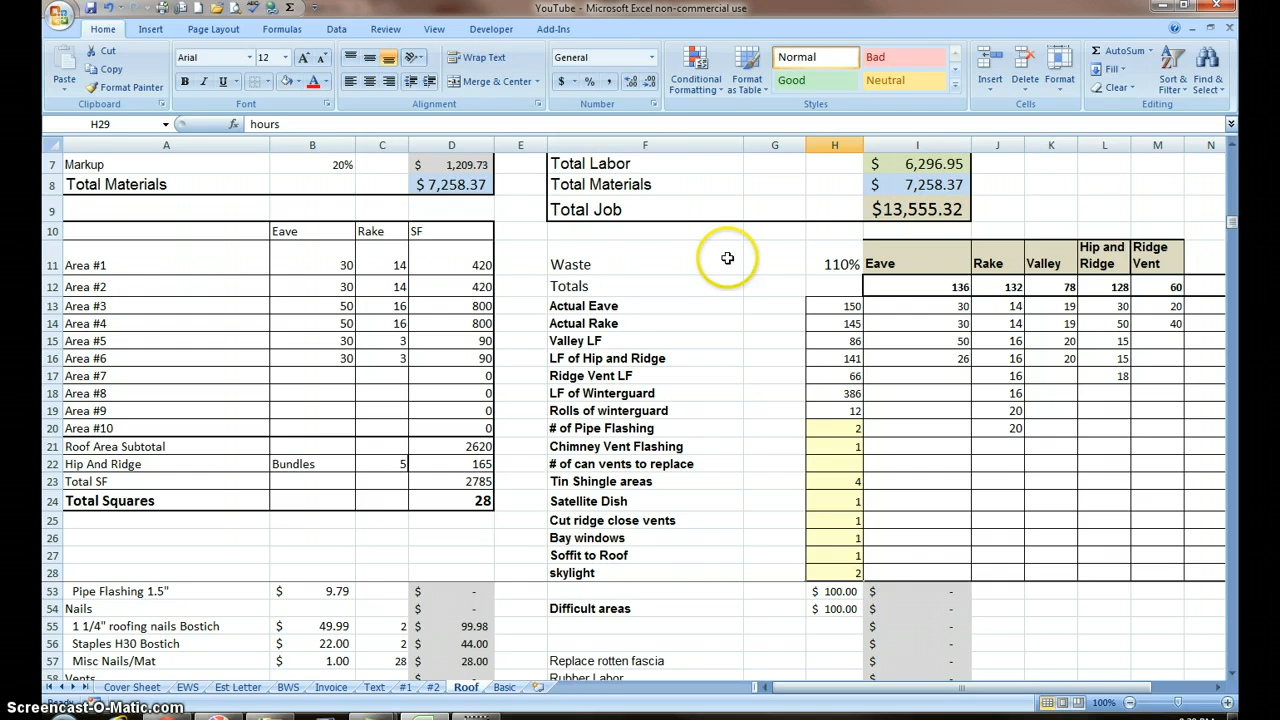 YouTube - Microsoft Excel non-commercial use
Home Insert Page Layout Formulas Data Review View Developer Add-Ins
Cut Arial 12 Wrap Text General Normal Bad AutoSum
Copy Fill
Paste Format Painter Merge & Center Conditional Formatting Format as Table Good Neutral Insert Delete Format Clear Sort & Filter Find & Select
Clipboard Font Alignment Number Styles Cells Editing
H29 fx hours
A B C D E F G H I J K L M N
7 Markup 20% $ 1,209.73 Total Labor $ 6,296.95
8 Total Materials $ 7,258.37 Total Materials $ 7,258.37
9 Total Job $13,555.32
10 Eave Rake SF
11 Area #1 30 14 420 Waste 110% Eave Rake Valley Hip and Ridge Ridge Vent
12 Area #2 30 14 420 Totals 136 132 78 128 60
13 Area #3 50 16 800 Actual Eave 150 30 14 19 30 20
14 Area #4 50 16 800 Actual Rake 145 30 14 19 50 40
15 Area #5 30 3 90 Valley LF 86 50 16 20 15
16 Area #6 30 3 90 LF of Hip and Ridge 141 26 16 20 15
17 Area #7 0 Ridge Vent LF 66 16 18
18 Area #8 0 LF of Winterguard 386 16
19 Area #9 0 Rolls of winterguard 12 20
20 Area #10 0 # of Pipe Flashing 2 20
21 Roof Area Subtotal 2620 Chimney Vent Flashing 1
22 Hip And Ridge Bundles 5 165 # of can vents to replace
23 Total SF 2785 Tin Shingle areas 4
24 Total Squares 28 Satellite Dish 1
25 Cut ridge close vents 1
26 Bay windows 1
27 Soffit to Roof 1
28 skylight 2
53 Pipe Flashing 1.5" $ 9.79 $ - $ 100.00 $ -
54 Nails $ - Difficult areas $ 100.00 $ -
55 1 1/4" roofing nails Bostich $ 49.99 2 $ 99.98 $ -
56 Staples H30 Bostich $ 22.00 2 $ 44.00 $ -
57 Misc Nails/Mat $ 1.00 28 $ 28.00 Replace rotten fascia $ -
58 Vents $ - Rubber Labor $ -
Cover Sheet EWS Est Letter BWS Invoice Text #1 #2 Roof Basic
Ready 100%
Screencast-O-Matic.com